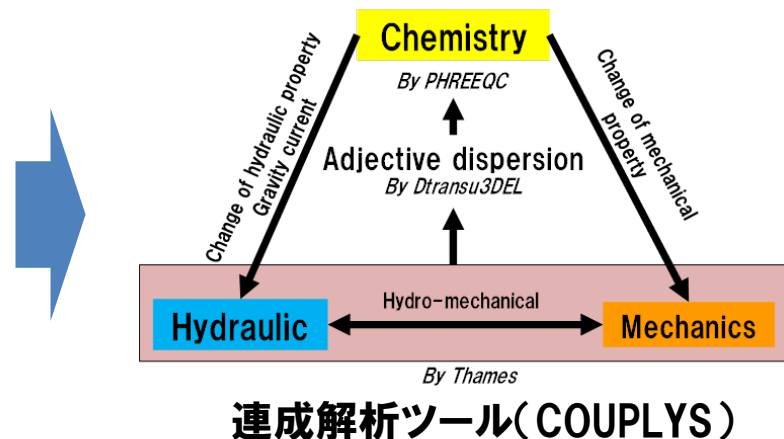 Chemistry
By PHREEQC
Change of hydraulic property
Gravity current
Change of mechanical
property
Adjective dispersion
By Dtransu3DEL
Hydro-mechanical
Hydraulic
Mechanics
By Thames
連成解析ツール(COUPLYS)